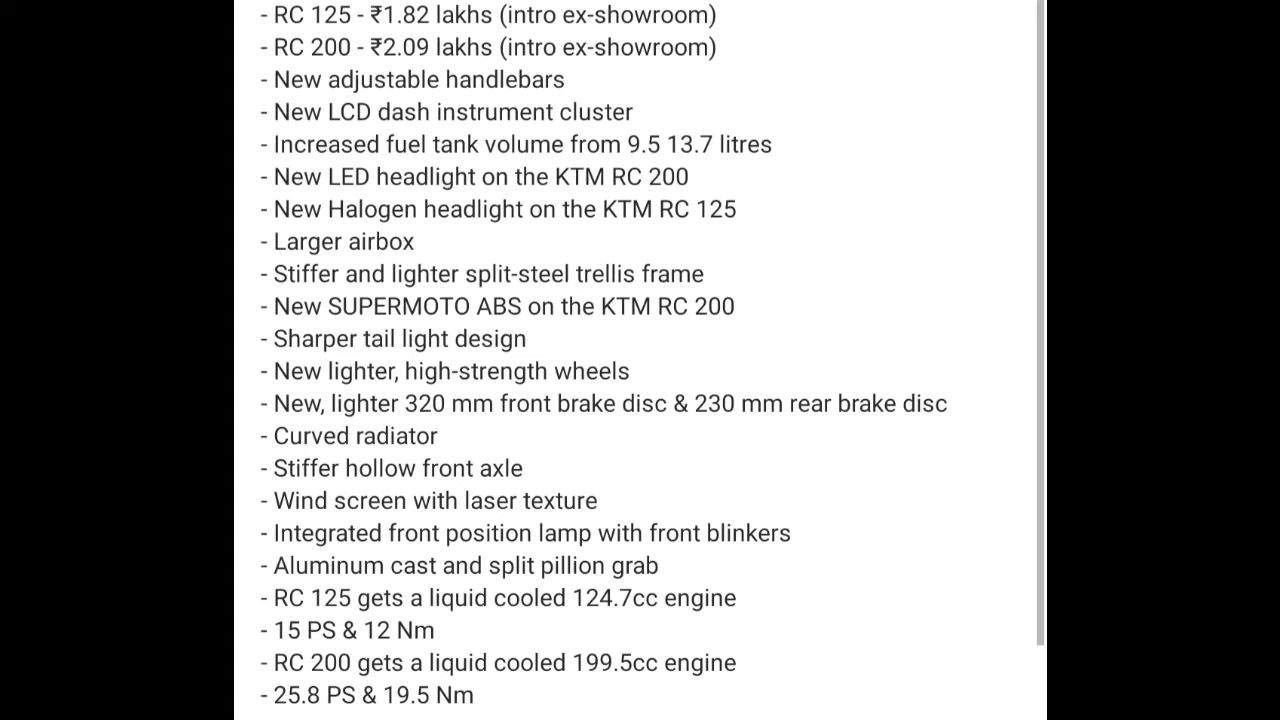 - RC 125 - ₹1.82 lakhs (intro ex-showroom)
- RC 200 - ₹2.09 lakhs (intro ex-showroom)
- New adjustable handlebars
- New LCD dash instrument cluster
- Increased fuel tank volume from 9.5 13.7 litres
- New LED headlight on the KTM RC 200
- New Halogen headlight on the KTM RC 125
- Larger airbox
- Stiffer and lighter split-steel trellis frame
- New SUPERMOTO ABS on the KTM RC 200
- Sharper tail light design
- New lighter, high-strength wheels
- New, lighter 320 mm front brake disc & 230 mm rear brake disc
- Curved radiator
- Stiffer hollow front axle
- Wind screen with laser texture
- Integrated front position lamp with front blinkers
- Aluminum cast and split pillion grab
- RC 125 gets a liquid cooled 124.7cc engine
- 15 PS & 12 Nm
- RC 200 gets a liquid cooled 199.5cc engine
- 25.8 PS & 19.5 Nm